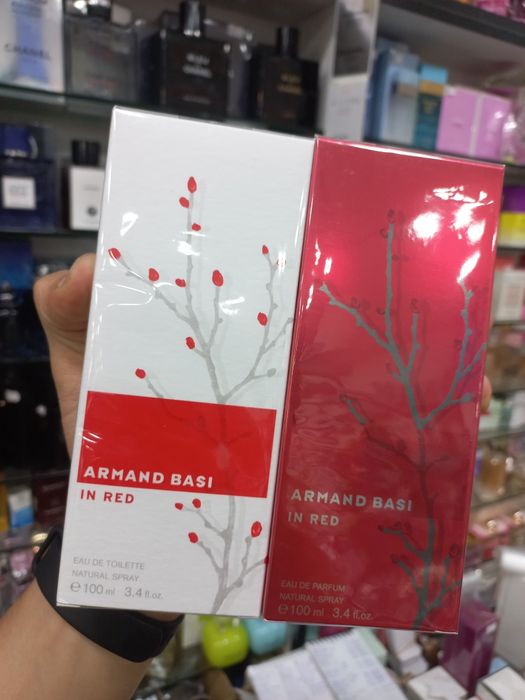 CHANEL
ARMAND BASI
IN RED
EAU DE TOILETTE
NATURAL SPRAY
e 100 ml 3.4 fl.oz.
ARMAND BASI
IN RED
EAU DE PARFUM
NATURAL SPRAY
e 100 ml 3.4 fl.oz.